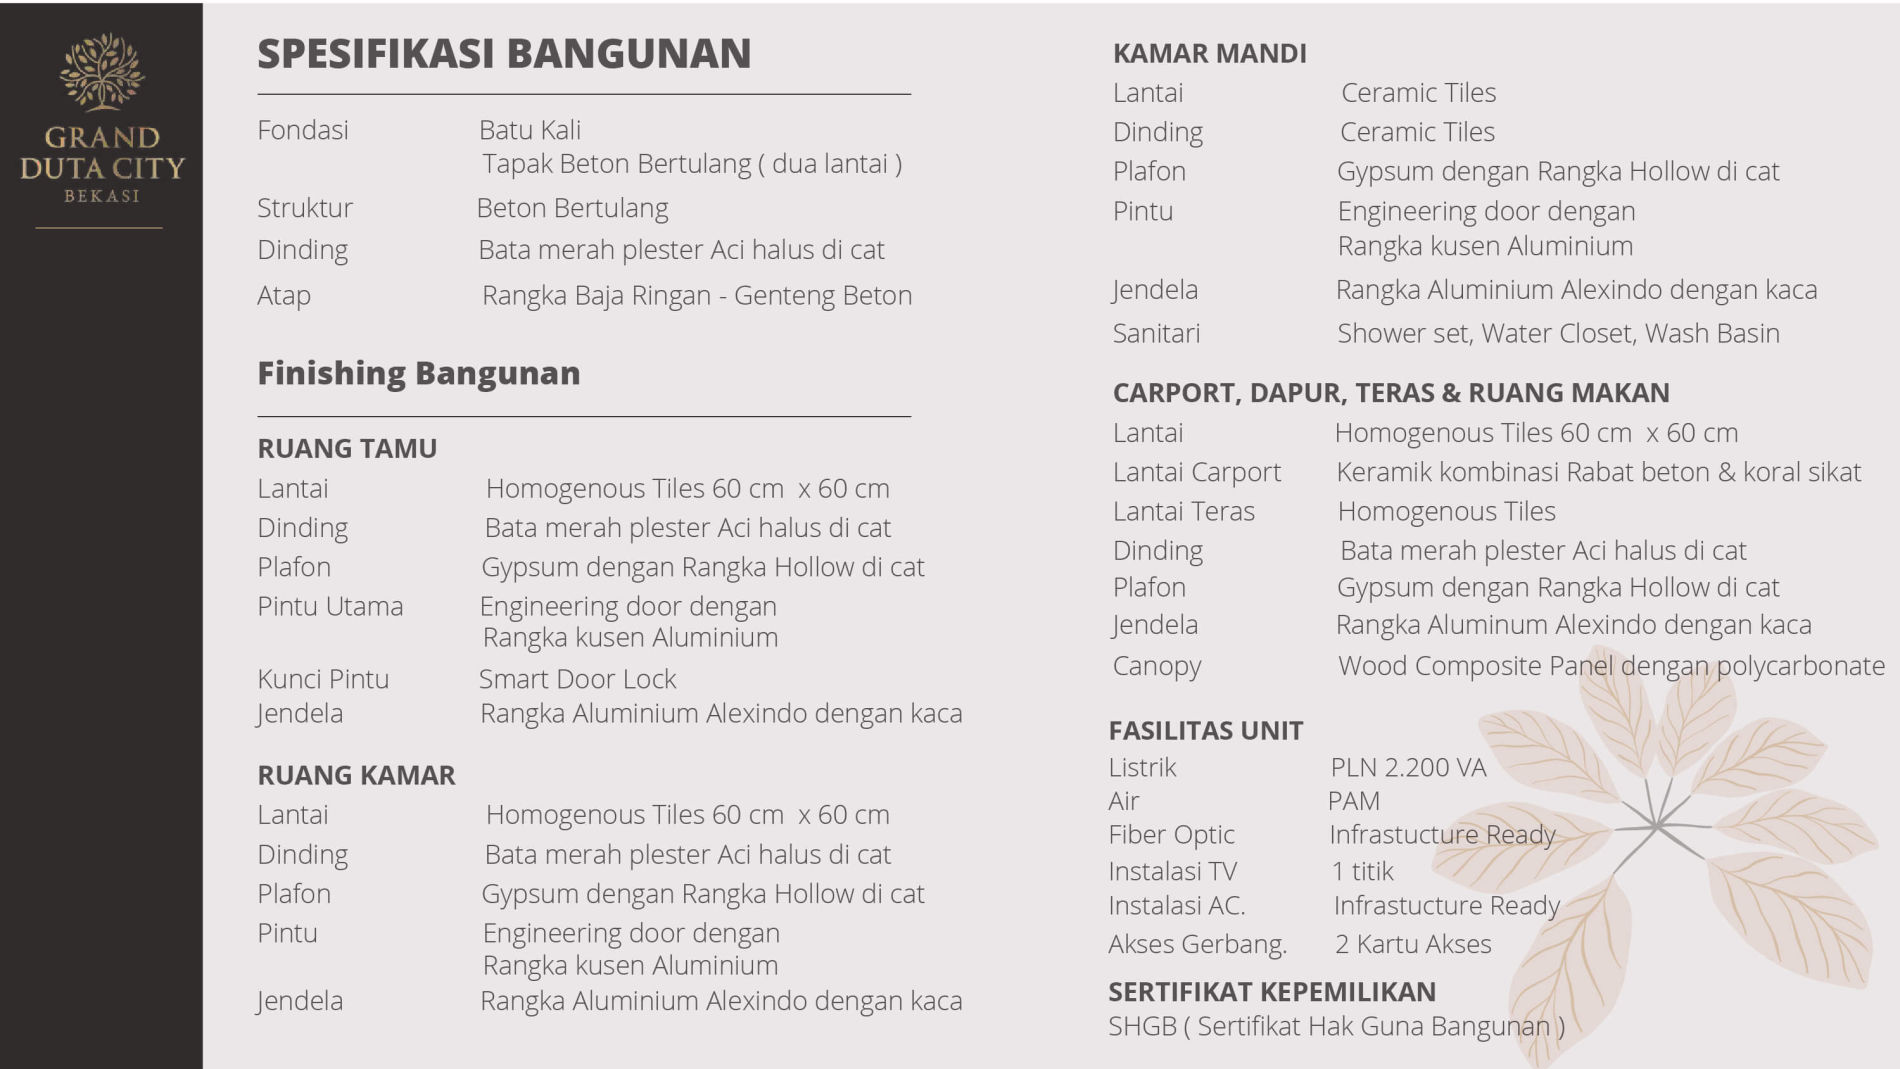 GRAND
DUTA CITY
BEKASI
SPESIFIKASI BANGUNAN
Fondasi Batu Kali
Tapak Beton Bertulang ( dua lantai )
Struktur Beton Bertulang
Dinding Bata merah plester Aci halus di cat
Atap Rangka Baja Ringan - Genteng Beton
Finishing Bangunan
RUANG TAMU
Lantai Homogenous Tiles 60 cm x 60 cm
Dinding Bata merah plester Aci halus di cat
Plafon Gypsum dengan Rangka Hollow di cat
Pintu Utama Engineering door dengan
Rangka kusen Aluminium
Kunci Pintu Smart Door Lock
Jendela Rangka Aluminium Alexindo dengan kaca
RUANG KAMAR
Lantai Homogenous Tiles 60 cm x 60 cm
Dinding Bata merah plester Aci halus di cat
Plafon Gypsum dengan Rangka Hollow di cat
Pintu Engineering door dengan
Rangka kusen Aluminium
Jendela Rangka Aluminium Alexindo dengan kaca
KAMAR MANDI
Lantai Ceramic Tiles
Dinding Ceramic Tiles
Plafon Gypsum dengan Rangka Hollow di cat
Pintu Engineering door dengan
Rangka kusen Aluminium
Jendela Rangka Aluminium Alexindo dengan kaca
Sanitari Shower set, Water Closet, Wash Basin
CARPORT, DAPUR, TERAS & RUANG MAKAN
Lantai Homogenous Tiles 60 cm x 60 cm
Lantai Carport Keramik kombinasi Rabat beton & koral sikat
Lantai Teras Homogenous Tiles
Dinding Bata merah plester Aci halus di cat
Plafon Gypsum dengan Rangka Hollow di cat
Jendela Rangka Aluminum Alexindo dengan kaca
Canopy Wood Composite Panel dengan polycarbonate
FASILITAS UNIT
Listrik PLN 2.200 VA
Air PAM
Fiber Optic Infrastucture Ready
Instalasi TV 1 titik
Instalasi AC. Infrastucture Ready
Akses Gerbang. 2 Kartu Akses
SERTIFIKAT KEPEMILIKAN
SHGB ( Sertifikat Hak Guna Bangunan )